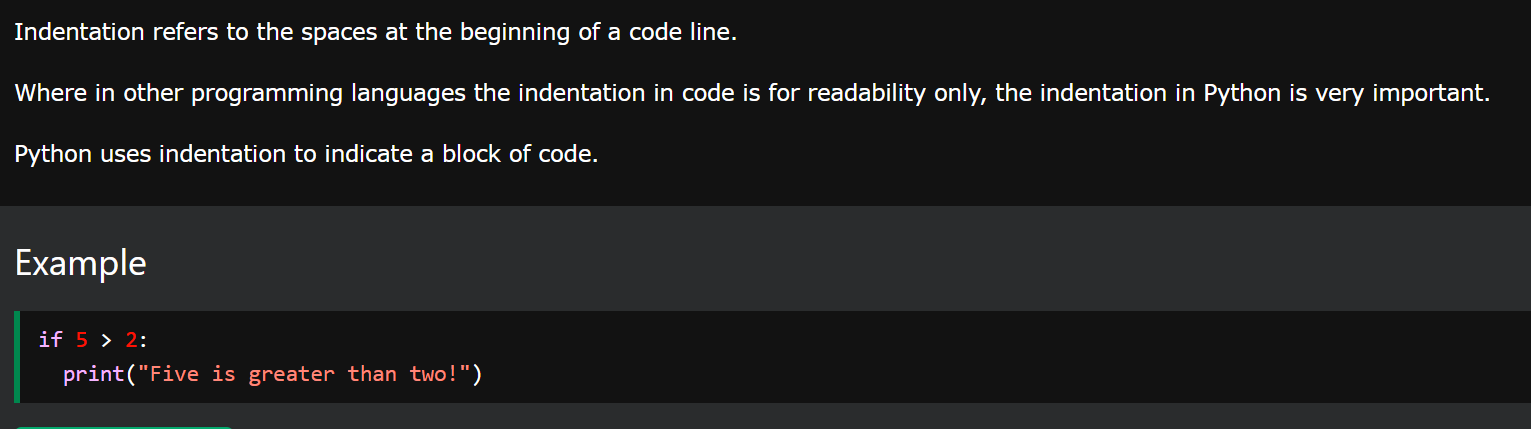 Indentation refers to the spaces at the beginning of a code line.
Where in other programming languages the indentation in code is for readability only, the indentation in Python is very important.
Python uses indentation to indicate a block of code.
Example
if 5 > 2:
  print("Five is greater than two!")